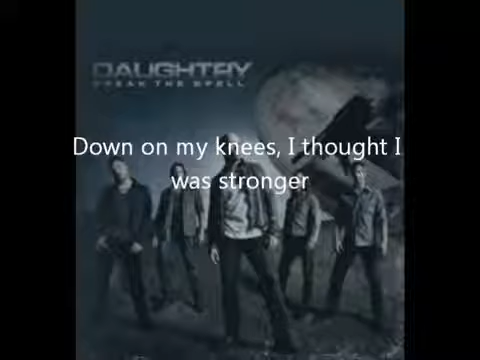 DAUGHTRY
BREAK THE SPELL
Down on my knees, I thought I
was stronger